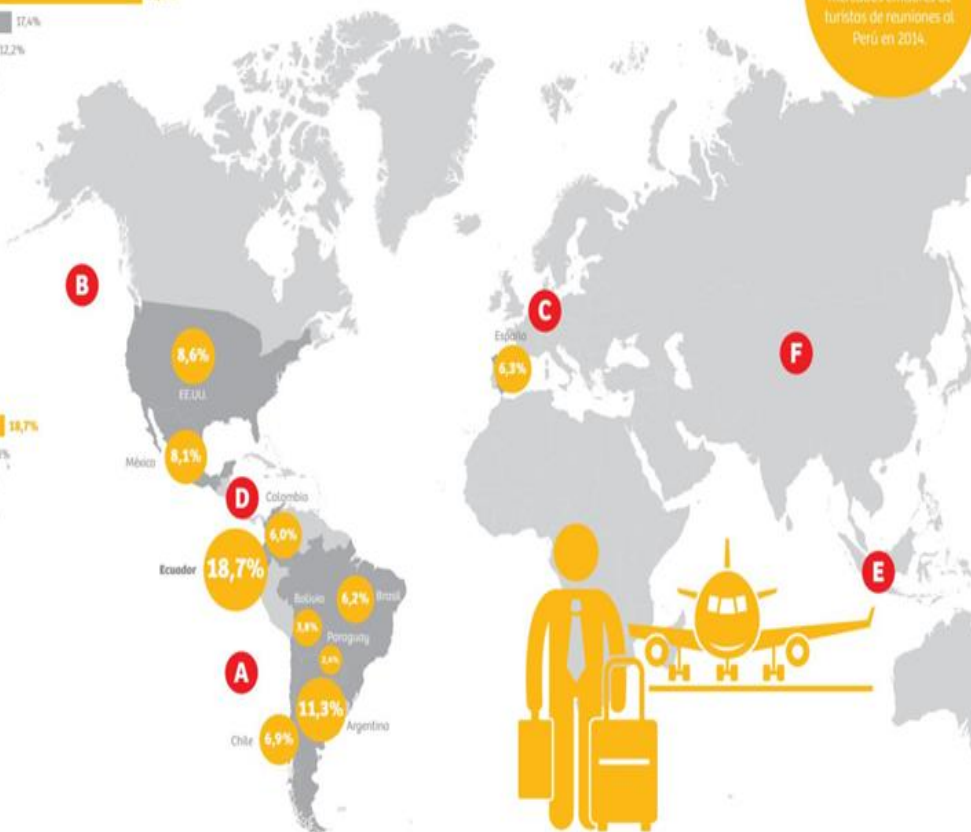 17,4%
12,2%
turistas de reuniones al
Perú en 2014.
B
C
España
6,3%
F
8,6%
EE.UU.
18,7%
México
8,1%
D
Colombia
6,0%
Ecuador
18,7%
E
Bolivia
3,8%
6,2%
Brasil
Paraguay
A
11,3%
Argentina
Chile
6,9%